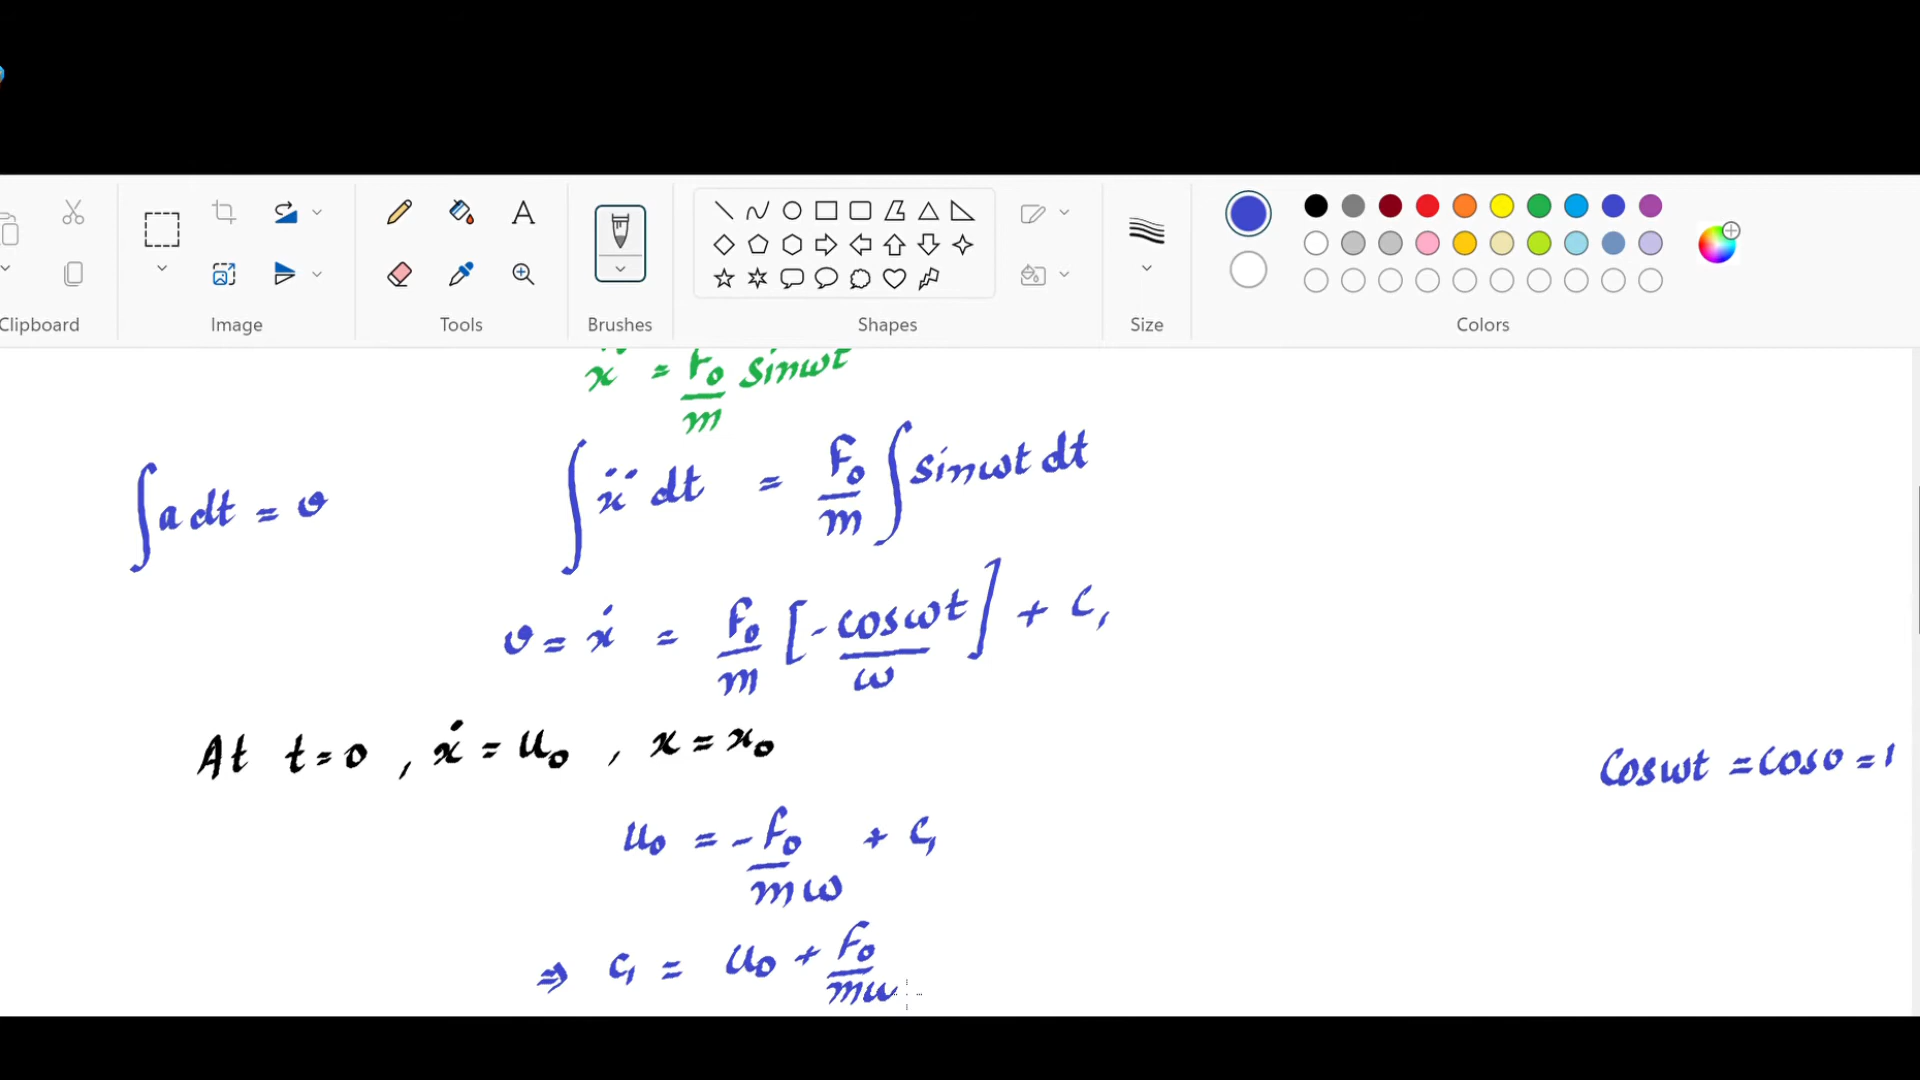 Clipboard
Image
Tools
Brushes
Shapes
Size
Colors
ẍ = F₀/m sinωt
∫a dt = v
∫ẍ dt = F₀/m ∫sinωt dt
v = ẋ = F₀/m [-cosωt/ω] + C₁
At t=0 , ẋ = u₀ , x = x₀
Cosωt = cos0 = 1
u₀ = -F₀/mω + C₁
⇒ C₁ = u₀ + F₀/mω